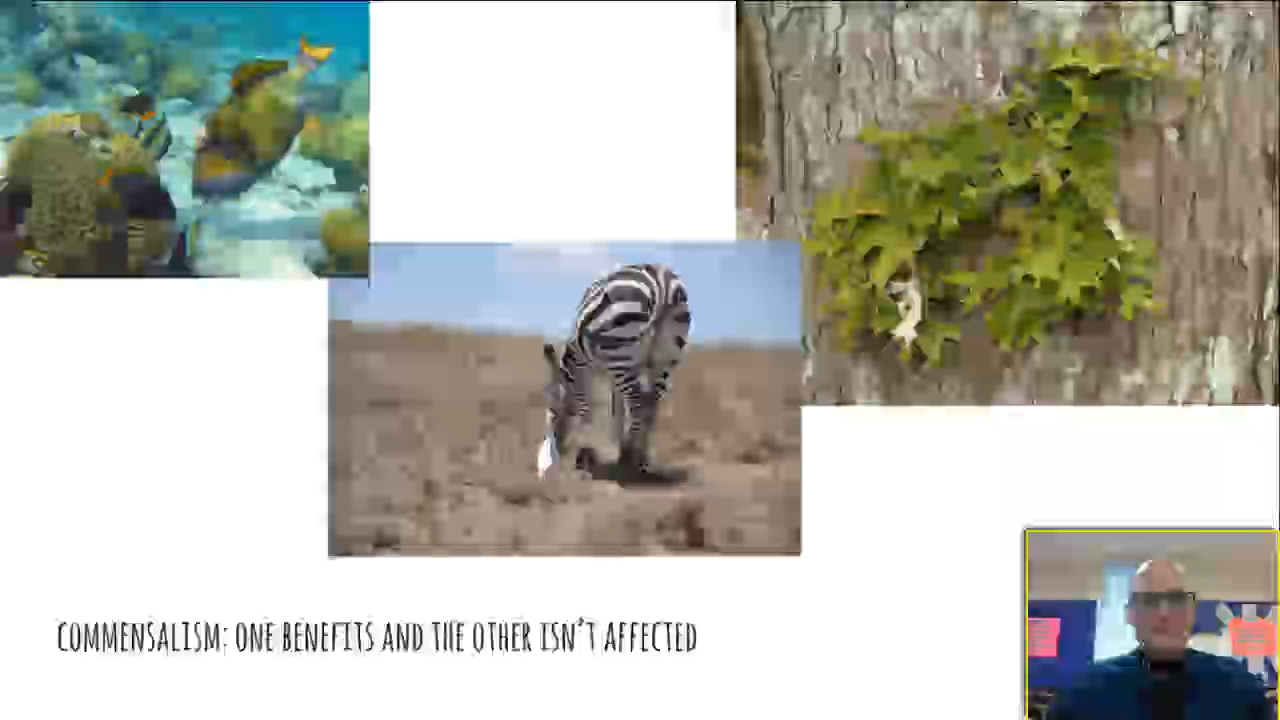 COMMENSALISM: ONE BENEFITS AND THE OTHER ISN'T AFFECTED